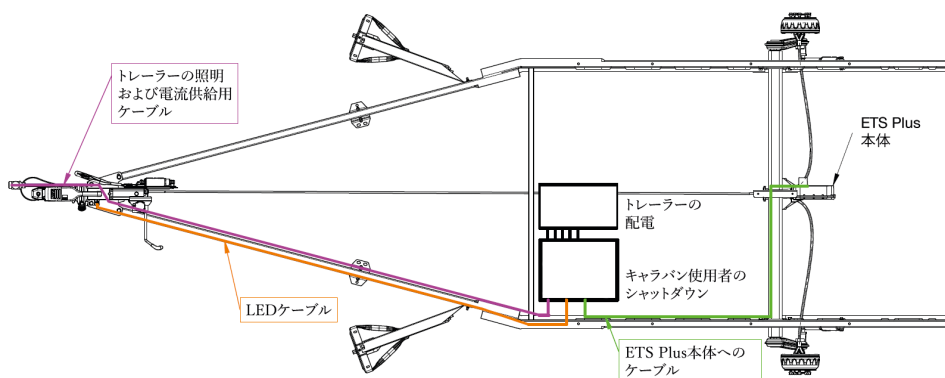 トレーラーの照明
および電流供給用
ケーブル
ETS Plus
本体
トレーラーの
配電
キャラバン使用者の
シャットダウン
LEDケーブル
ETS Plus本体への
ケーブル